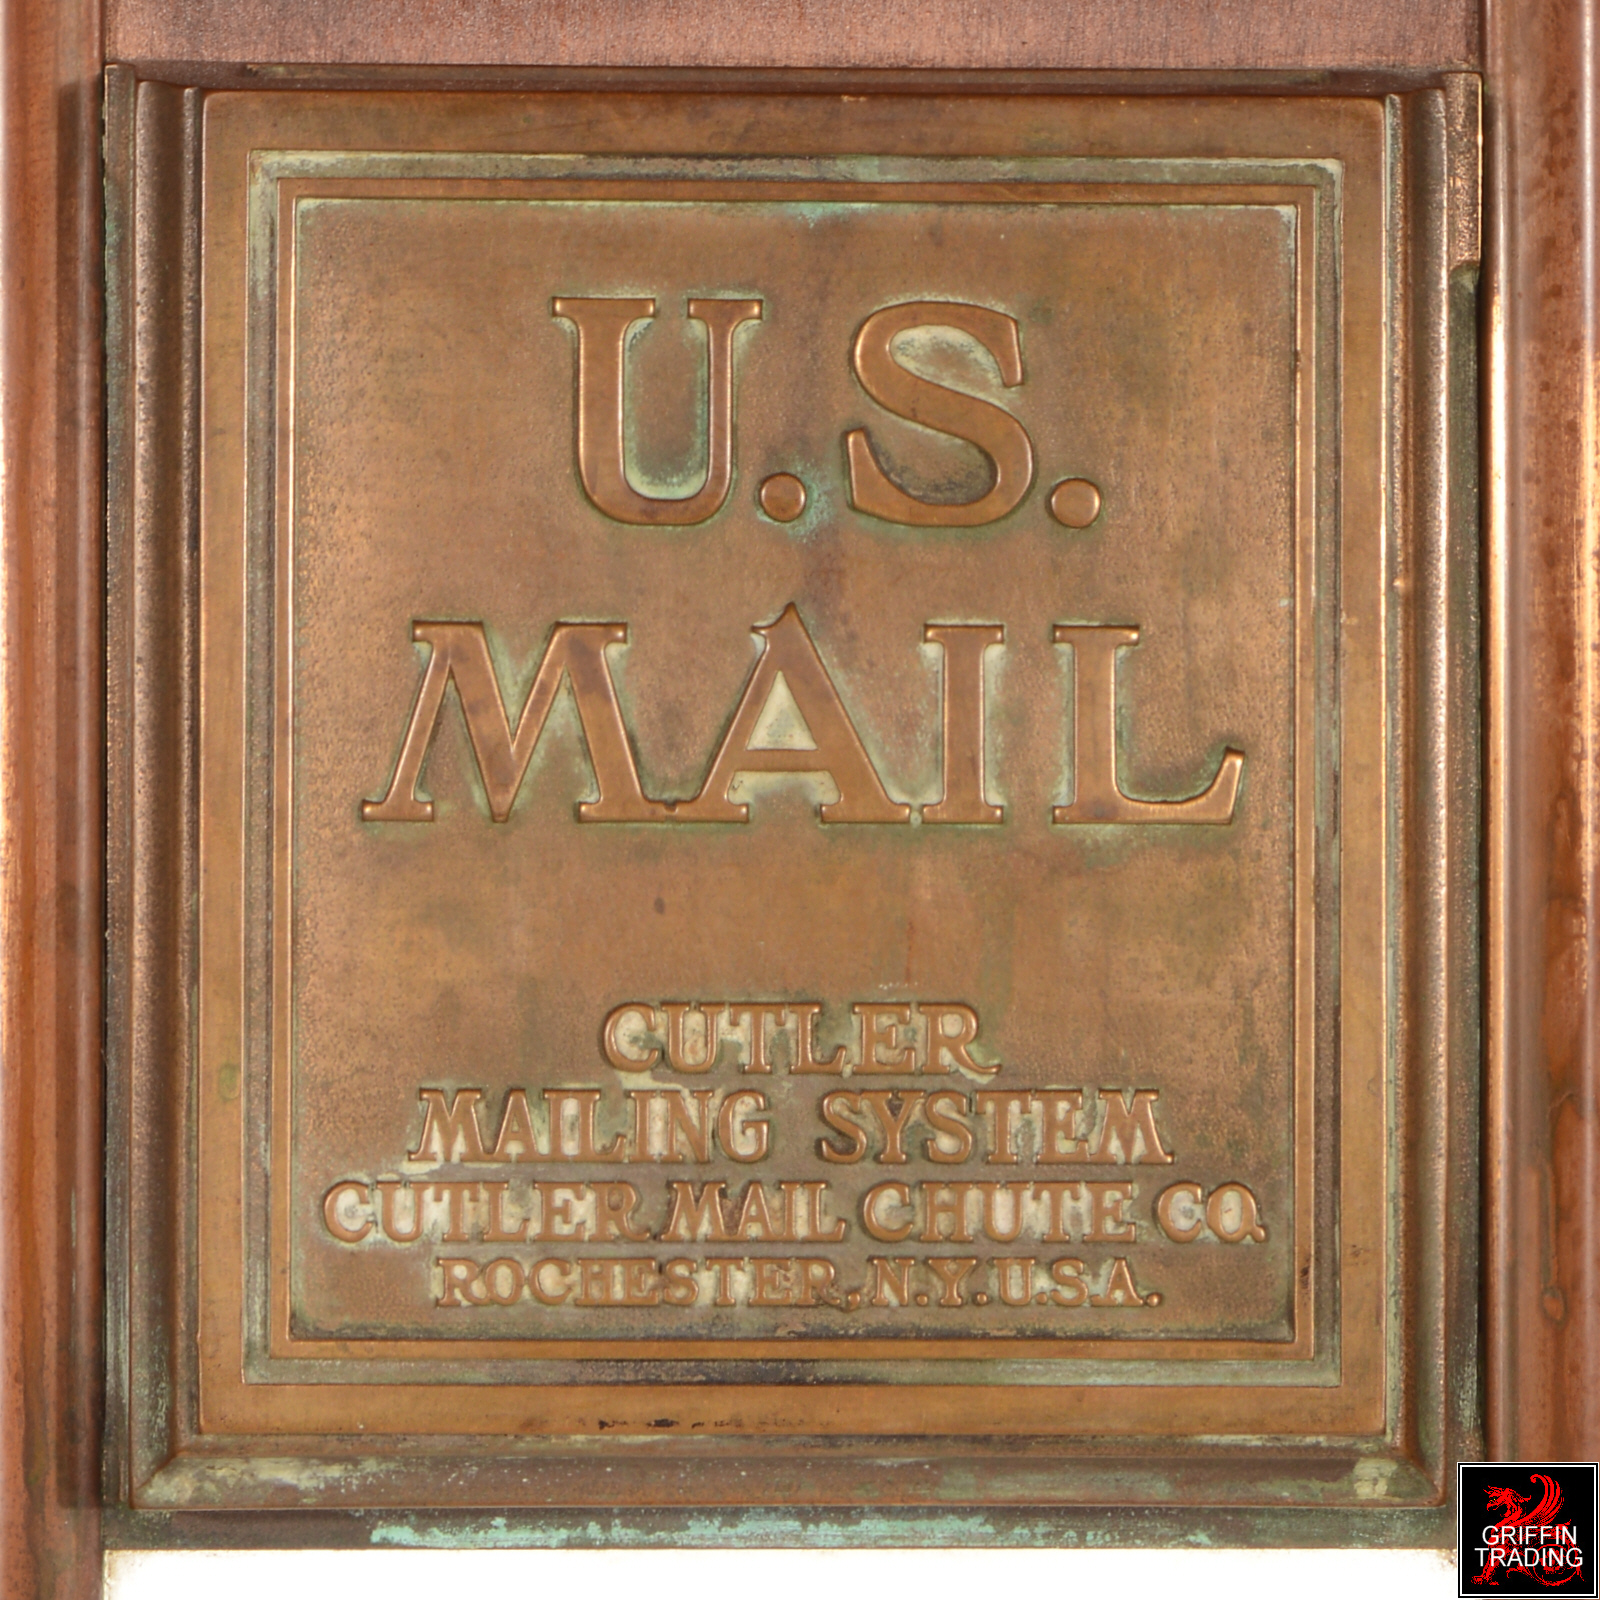 U.S.
MAIL
CUTLER
MAILING SYSTEM
CUTLER MAIL CHUTE CO.
ROCHESTER, N.Y. U.S.A.
GRIFFIN
TRADING